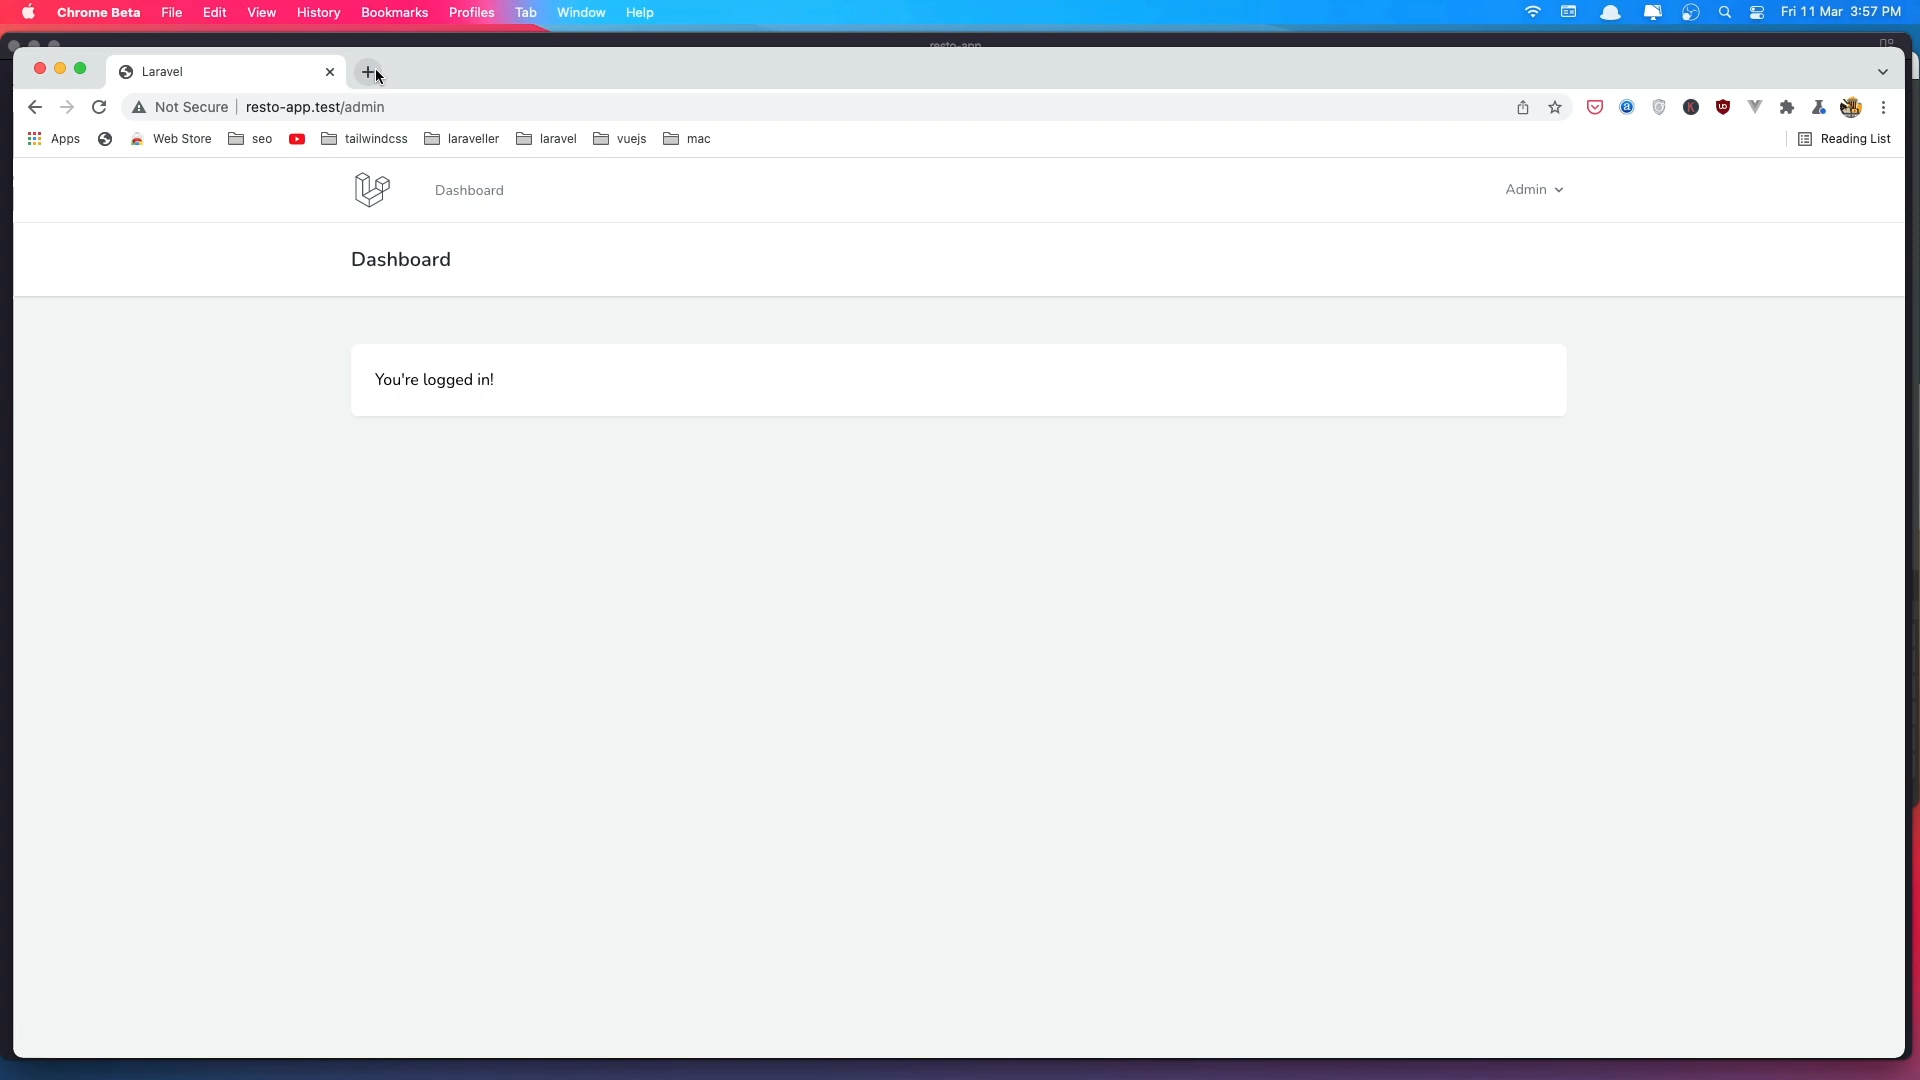 Chrome Beta File Edit View History Bookmarks Profiles Tab Window Help Fri 11 Mar 3:57 PM
resto-app
Laravel
Not Secure resto-app.test/admin
Apps Web Store seo tailwindcss laraveller laravel vuejs mac Reading List
Dashboard Admin
Dashboard
You're logged in!